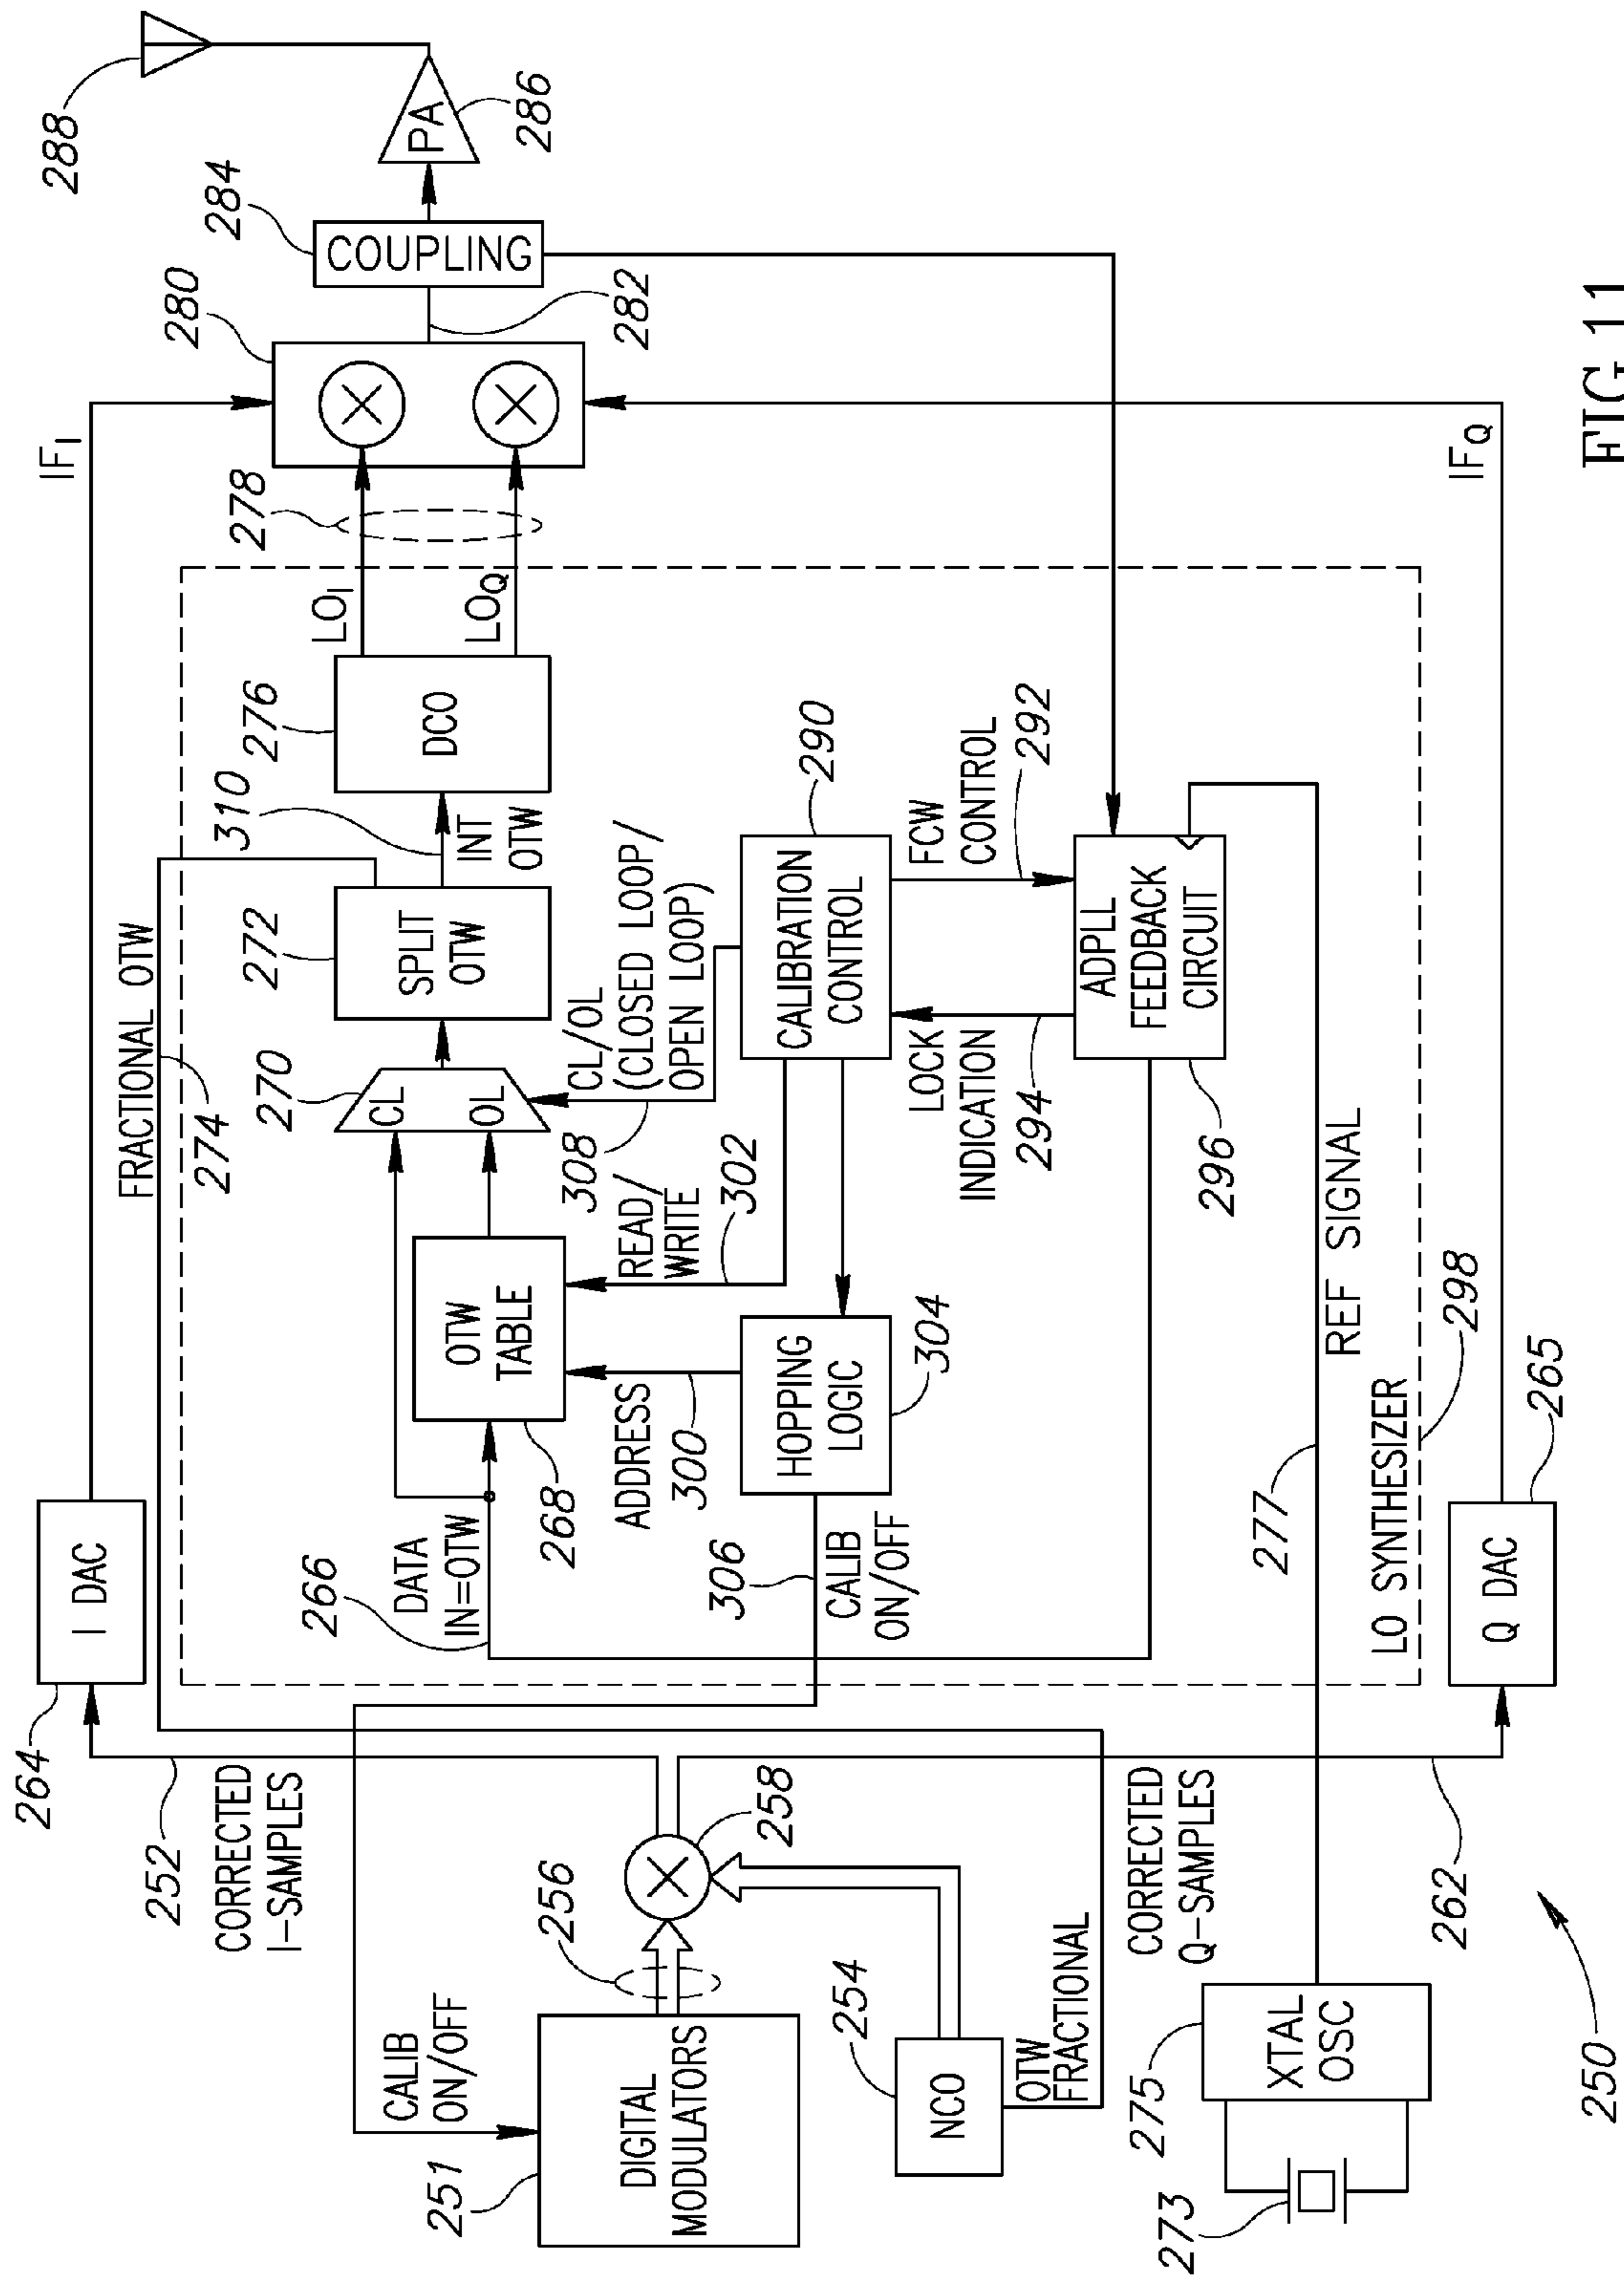 264
I DAC
IF_I
288
252
CORRECTED
I-SAMPLES
FRACTIONAL OTW
274
280
284
PA
286
COUPLING
282
278
LO_I
LO_Q
310
276
DCO
INT
OTW
272
SPLIT
OTW
270
CL
OL
CL/OL
(CLOSED LOOP/
OPEN LOOP)
308
READ/
WRITE
302
OTW
TABLE
268
266
DATA
IN=OTW
ADDRESS
300
HOPPING
LOGIC
304
306
CALIB
ON/OFF
CALIBRATION
CONTROL
290
FCW
CONTROL
292
LOCK
INDICATION
294
ADPLL
FEEDBACK
CIRCUIT
296
REF SIGNAL
277
LO SYNTHESIZER
298
CALIB
ON/OFF
251
DIGITAL
MODULATORS
256
258
254
NCO
OTW
FRACTIONAL
CORRECTED
Q-SAMPLES
262
275
XTAL
OSC
273
Q DAC
265
IF_Q
250
FIG.11